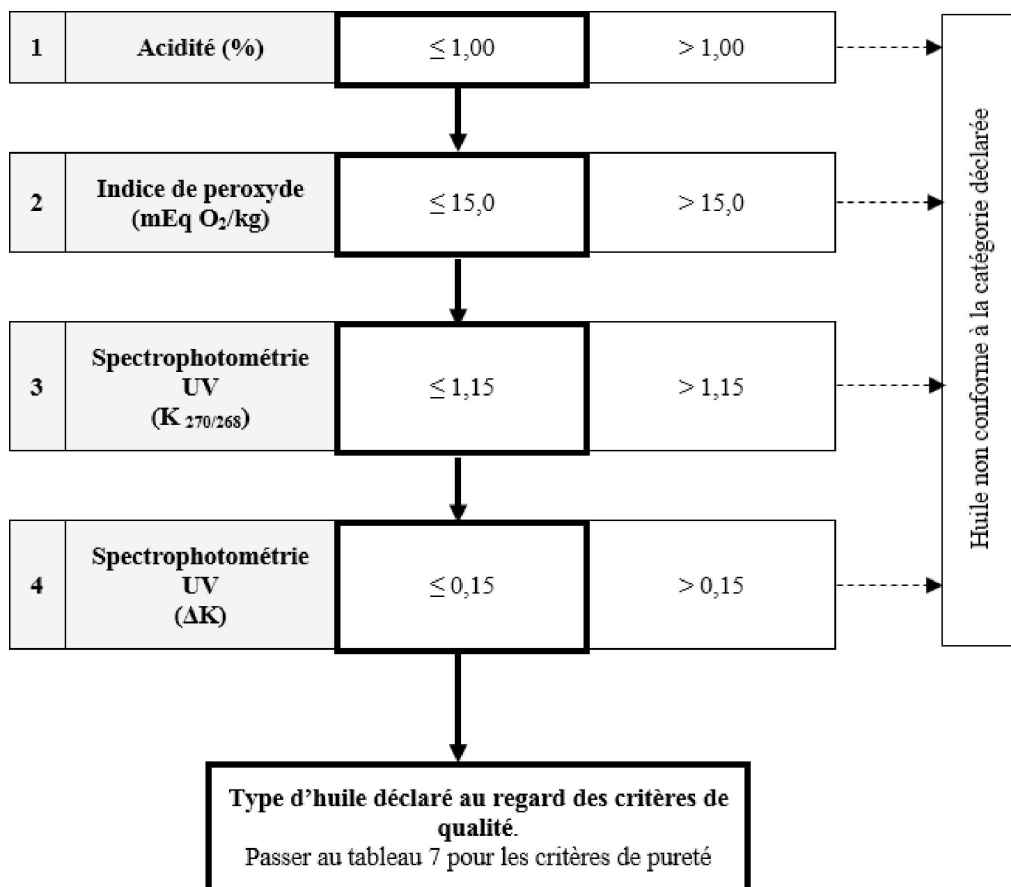 1 Acidité (%) ≤ 1,00 > 1,00
2 Indice de peroxyde
(mEq O₂/kg) ≤ 15,0 > 15,0
3 Spectrophotométrie
UV
(K 270/268) ≤ 1,15 > 1,15
4 Spectrophotométrie
UV
(ΔK) ≤ 0,15 > 0,15
Huile non conforme à la catégorie déclarée
Type d’huile déclaré au regard des critères de
qualité.
Passer au tableau 7 pour les critères de pureté